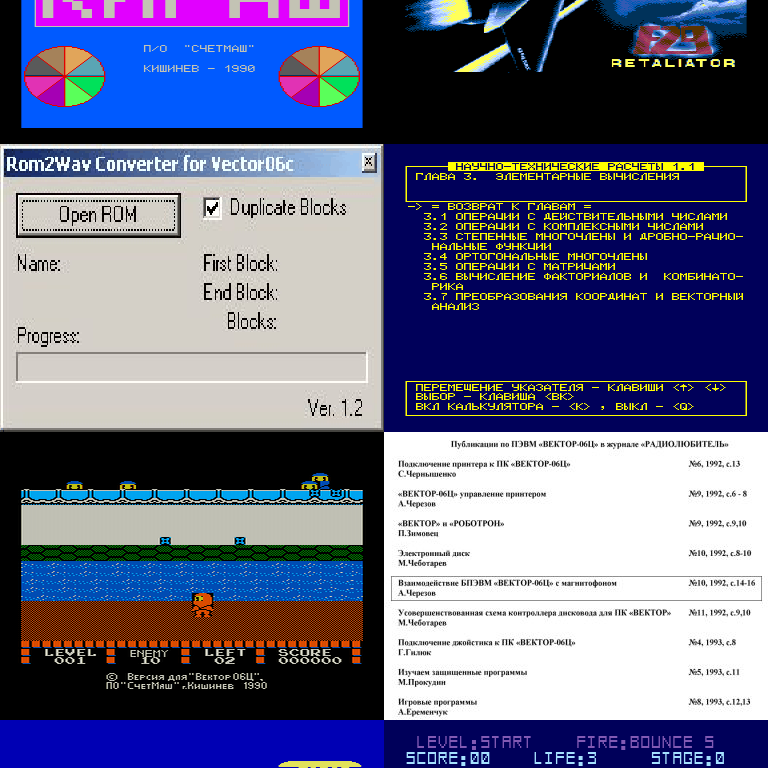 П/О "СЧЕТМАШ"
КИШИНЕВ - 1990
F29
RETALIATOR
Rom2Wav Converter for Vector06c
Open ROM
Duplicate Blocks
Name:
First Block:
End Block:
Blocks:
Progress:
Ver. 1.2
НАУЧНО-ТЕХНИЧЕСКИЕ РАСЧЕТЫ 1.1
ГЛАВА 3. ЭЛЕМЕНТАРНЫЕ ВЫЧИСЛЕНИЯ
-> = ВОЗВРАТ К ГЛАВАМ =
3.1 ОПЕРАЦИИ С ДЕЙСТВИТЕЛЬНЫМИ ЧИСЛАМИ
3.2 ОПЕРАЦИИ С КОМПЛЕКСНЫМИ ЧИСЛАМИ
3.3 СТЕПЕННЫЕ МНОГОЧЛЕНЫ И ДРОБНО-РАЦИО-
НАЛЬНЫЕ ФУНКЦИИ
3.4 ОРТОГОНАЛЬНЫЕ МНОГОЧЛЕНЫ
3.5 ОПЕРАЦИИ С МАТРИЦАМИ
3.6 ВЫЧИСЛЕНИЕ ФАКТОРИАЛОВ И КОМБИНАТО-
РИКА
3.7 ПРЕОБРАЗОВАНИЯ КООРДИНАТ И ВЕКТОРНЫЙ
АНАЛИЗ
ПЕРЕМЕЩЕНИЕ УКАЗАТЕЛЯ - КЛАВИШИ <↑> <↓>
ВЫБОР - КЛАВИША <ВК>
ВКЛ КАЛЬКУЛЯТОРА - <К> , ВЫКЛ - <Q>
LEVEL ENEMY LEFT SCORE
001 10 02 000000
© Версия для"Вектор 06Ц".
ПО"СчетМаш",Кишинев 1990
Публикации по ПЭВМ «ВЕКТОР-06Ц» в журнале «РАДИОЛЮБИТЕЛЬ»
Подключение принтера к ПК «ВЕКТОР-06Ц» №6, 1992, с.13
С.Чернышенко
«ВЕКТОР-06Ц» управление принтером №9, 1992, с.6 - 8
А.Черезов
«ВЕКТОР» и «РОБОТРОН» №9, 1992, с.9,10
П.Зимовец
Электронный диск №10, 1992, с.8-10
М.Чеботарев
Взаимодействие БПЭВМ «ВЕКТОР-06Ц» с магнитофоном №10, 1992, с.14-16
А.Черезов
Усовершенствованная схема контроллера дисковода для ПК «ВЕКТОР» №11, 1992, с.9,10
М.Чеботарев
Подключение джойстика к ПК «ВЕКТОР-06Ц» №4, 1993, с.8
Г.Гилюк
Изучаем защищенные программы №5, 1993, с.11
М.Прокудин
Игровые программы №8, 1993, с.12,13
А.Еременчук
LEVEL:START FIRE:BOUNCE S
SCORE:00 LIFE:3 STAGE:0